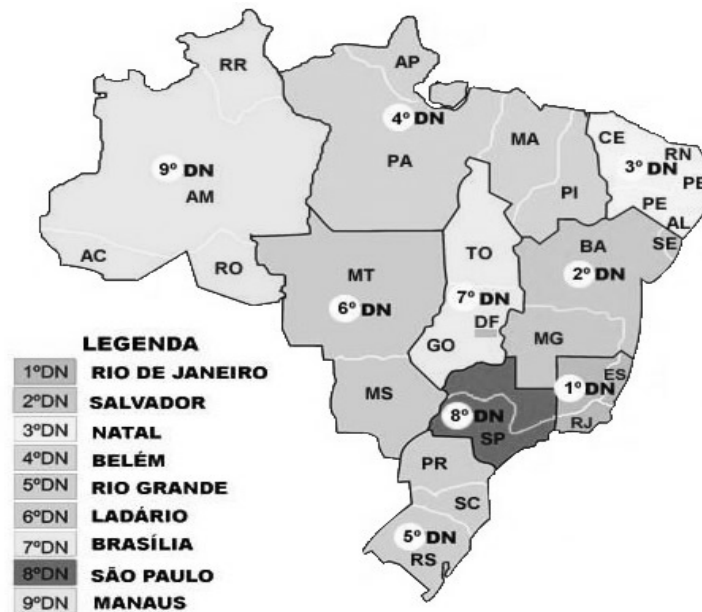 RR
AP
4º DN
PA
MA
CE
RN
3º DN
PB
PI
PE
AL
9º DN
AM
AC
RO
TO
BA
SE
2º DN
MT
6º DN
7º DN
DF
GO
MG
MS
1º DN
ES
RJ
8º DN
SP
PR
SC
5º DN
RS
LEGENDA
1ºDN RIO DE JANEIRO
2ºDN SALVADOR
3ºDN NATAL
4ºDN BELÉM
5ºDN RIO GRANDE
6ºDN LADÁRIO
7ºDN BRASÍLIA
8ºDN SÃO PAULO
9ºDN MANAUS